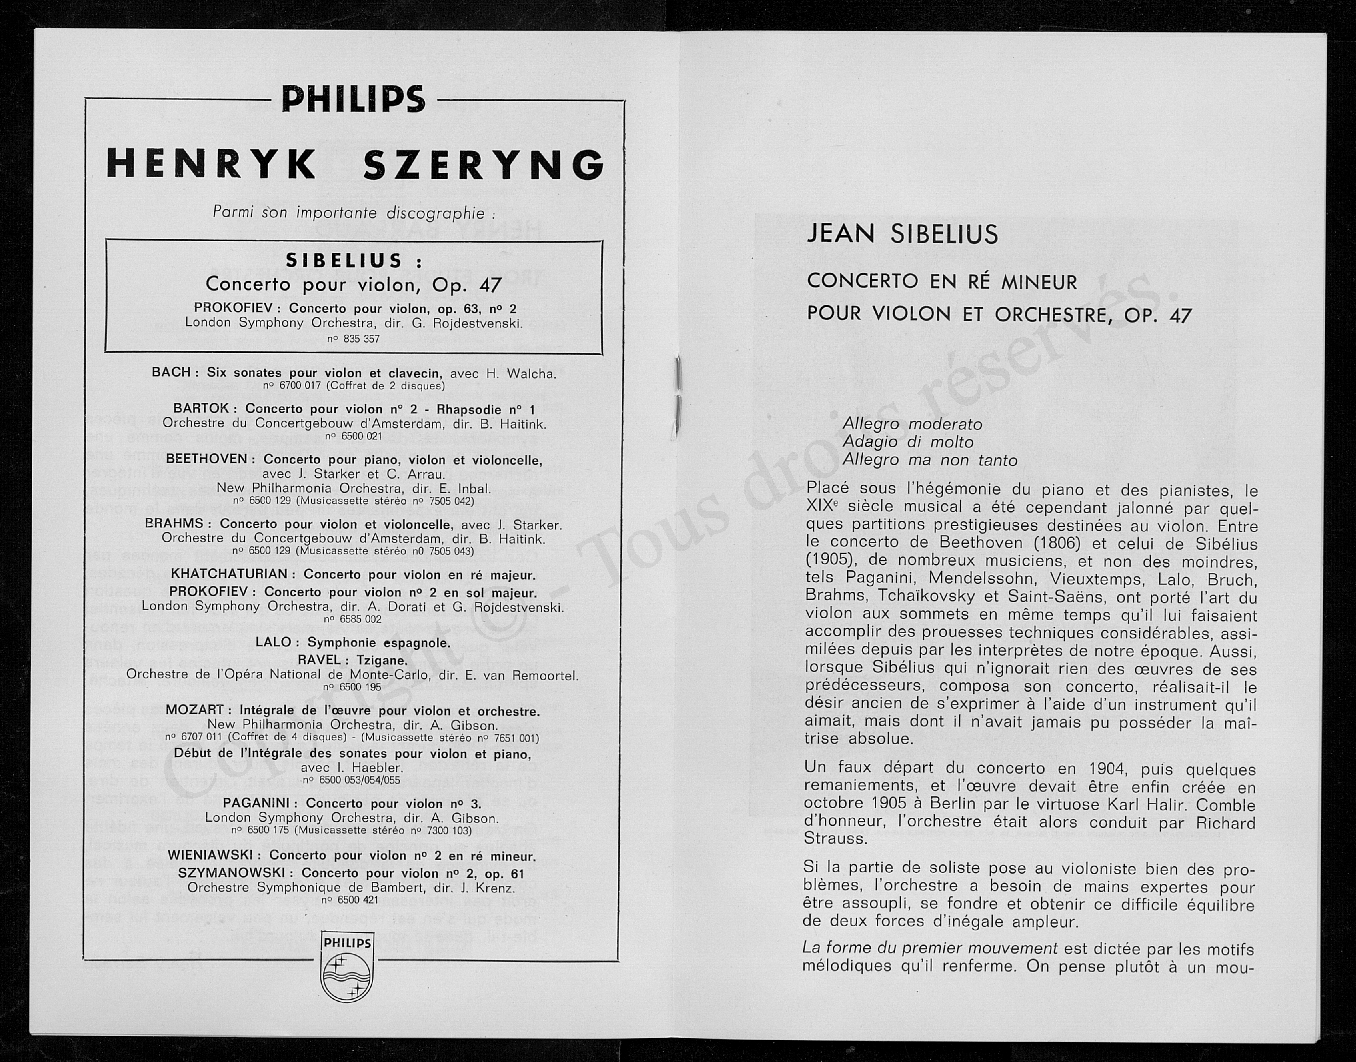 PHILIPS
HENRYK SZERYNG
Parmi son importante discographie :
SIBELIUS :
Concerto pour violon, Op. 47
PROKOFIEV : Concerto pour violon, op. 63, nº 2
London Symphony Orchestra, dir. G. Rojdestvenski.
nº 835 357
BACH : Six sonates pour violon et clavecin, avec H. Walcha.
nº 6700 017 (Coffret de 2 disques)
BARTOK : Concerto pour violon nº 2 - Rhapsodie nº 1
Orchestre du Concertgebouw d'Amsterdam, dir. B. Haitink.
nº 6500 021
BEETHOVEN : Concerto pour piano, violon et violoncelle,
avec J. Starker et C. Arrau.
New Philharmonia Orchestra, dir. E. Inbal.
nº 6500 129 (Musicassette stéréo nº 7505 042)
BRAHMS : Concerto pour violon et violoncelle, avec J. Starker.
Orchestre du Concertgebouw d'Amsterdam, dir. B. Haitink.
nº 6500 129 (Musicassette stéréo n0 7505 043)
KHATCHATURIAN : Concerto pour violon en ré majeur.
PROKOFIEV : Concerto pour violon nº 2 en sol majeur.
London Symphony Orchestra, dir. A. Dorati et G. Rojdestvenski.
nº 6585 002
LALO : Symphonie espagnole.
RAVEL : Tzigane.
Orchestre de l'Opéra National de Monte-Carlo, dir. E. van Remoortel.
nº 6500 195
MOZART : Intégrale de l'œuvre pour violon et orchestre.
New Philharmonia Orchestra, dir. A. Gibson.
nº 6707 011 (Coffret de 4 disques) - (Musicassette stéréo nº 7651 001)
Début de l'Intégrale des sonates pour violon et piano,
avec I. Haebler.
nº 6500 053/054/055
PAGANINI : Concerto pour violon nº 3.
London Symphony Orchestra, dir. A. Gibson.
nº 6500 175 (Musicassette stéréo nº 7300 103)
WIENIAWSKI : Concerto pour violon nº 2 en ré mineur.
SZYMANOWSKI : Concerto pour violon nº 2, op. 61
Orchestre Symphonique de Bambert, dir. J. Krenz.
nº 6500 421
PHILIPS
JEAN SIBELIUS
CONCERTO EN RÉ MINEUR
POUR VIOLON ET ORCHESTRE, OP. 47
Allegro moderato
Adagio di molto
Allegro ma non tanto
Placé sous l'hégémonie du piano et des pianistes, le
XIXe siècle musical a été cependant jalonné par quel-
ques partitions prestigieuses destinées au violon. Entre
le concerto de Beethoven (1806) et celui de Sibélius
(1905), de nombreux musiciens, et non des moindres,
tels Paganini, Mendelssohn, Vieuxtemps, Lalo, Bruch,
Brahms, Tchaïkovsky et Saint-Saëns, ont porté l'art du
violon aux sommets en même temps qu'il lui faisaient
accomplir des prouesses techniques considérables, assi-
milées depuis par les interprètes de notre époque. Aussi,
lorsque Sibélius qui n'ignorait rien des œuvres de ses
prédécesseurs, composa son concerto, réalisait-il le
désir ancien de s'exprimer à l'aide d'un instrument qu'il
aimait, mais dont il n'avait jamais pu posséder la maî-
trise absolue.
Un faux départ du concerto en 1904, puis quelques
remaniements, et l'œuvre devait être enfin créée en
octobre 1905 à Berlin par le virtuose Karl Halir. Comble
d'honneur, l'orchestre était alors conduit par Richard
Strauss.
Si la partie de soliste pose au violoniste bien des pro-
blèmes, l'orchestre a besoin de mains expertes pour
être assoupli, se fondre et obtenir ce difficile équilibre
de deux forces d'inégale ampleur.
La forme du premier mouvement est dictée par les motifs
mélodiques qu'il renferme. On pense plutôt à un mou-
Copyright © - Tous droits réservés.